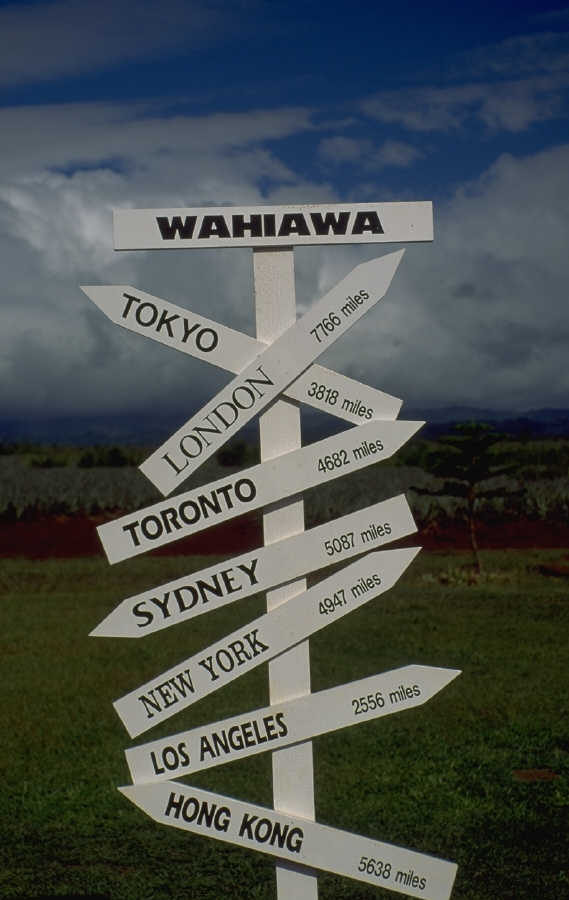 WAHIAWA
TOKYO 3818 miles
LONDON 7766 miles
TORONTO 4682 miles
SYDNEY 5087 miles
NEW YORK 4947 miles
LOS ANGELES 2556 miles
HONG KONG 5638 miles